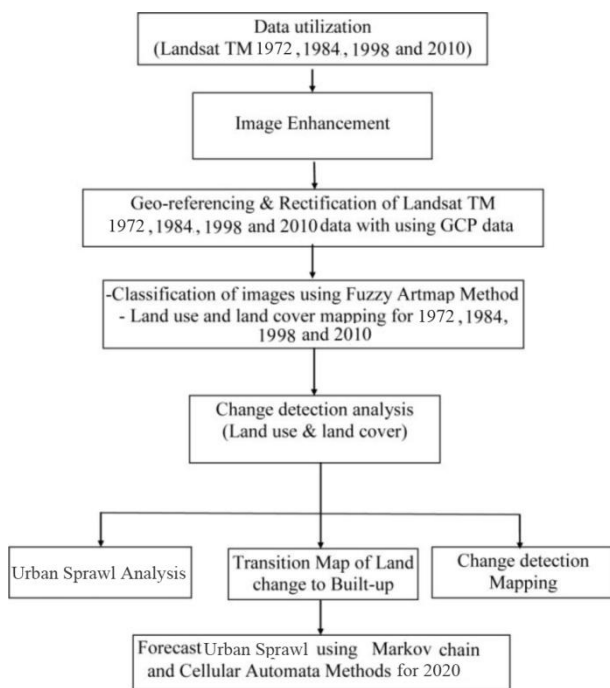 Data utilization
(Landsat TM 1972, 1984, 1998 and 2010)
Image Enhancement
Geo-referencing & Rectification of Landsat TM
1972, 1984, 1998 and 2010 data with using GCP data
-Classification of images using Fuzzy Artmap Method
- Land use and land cover mapping for 1972, 1984,
1998 and 2010
Change detection analysis
(Land use & land cover)
Urban Sprawl Analysis
Transition Map of Land
change to Built-up
Change detection
Mapping
Forecast Urban Sprawl using Markov chain
and Cellular Automata Methods for 2020